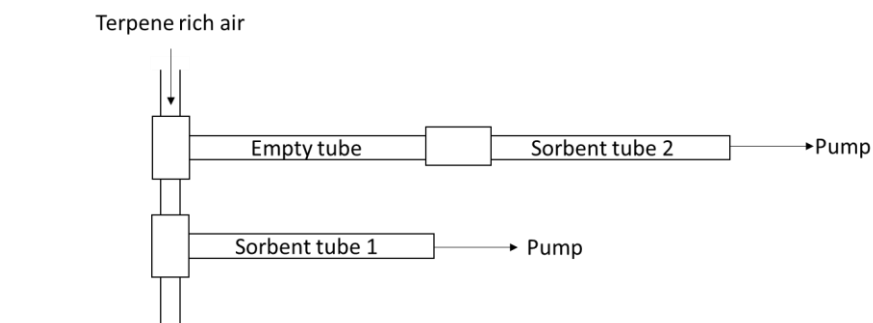 Terpene rich air
Empty tube
Sorbent tube 2
Pump
Sorbent tube 1
Pump